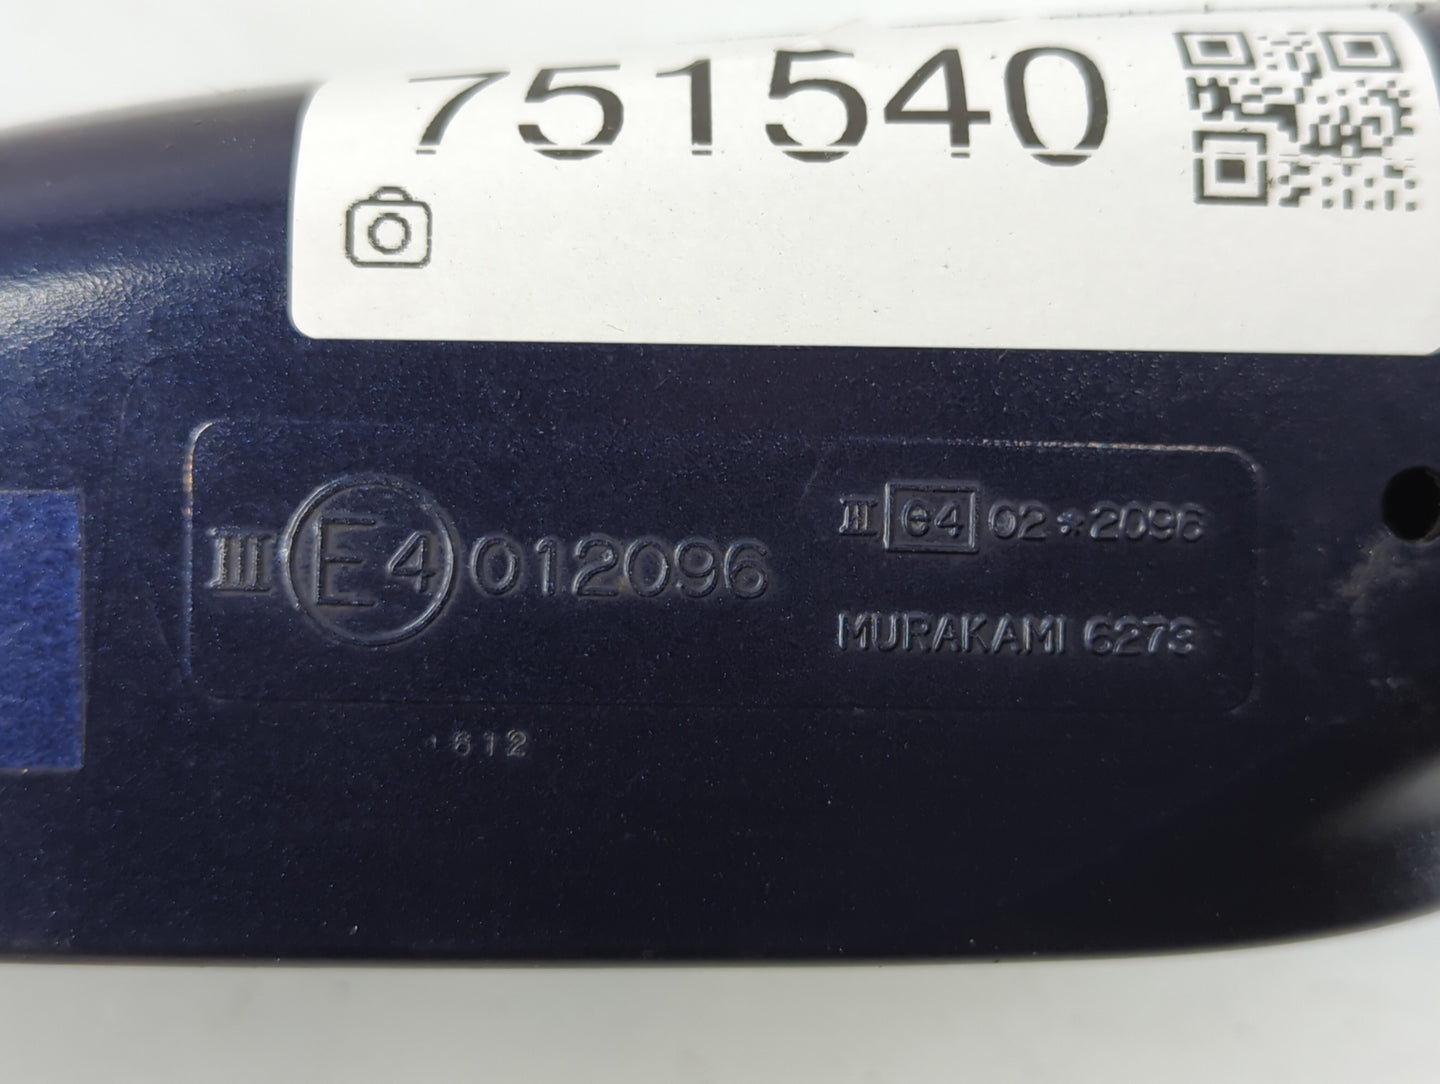 751540
III E4 012096
III e4 02*2096
MURAKAMI 6273
612